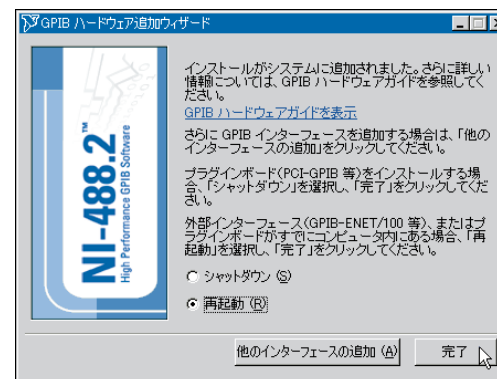 GPIB ハードウェア追加ウィザード
NI-488.2™
High Performance GPIB Software
インストールがシステムに追加されました。さらに詳しい
情報については、GPIB ハードウェアガイドを参照してく
ださい。
GPIB ハードウェアガイドを表示
さらに GPIB インターフェースを追加する場合は、「他の
インターフェースの追加」をクリックしてください。
プラグインボード(PCI-GPIB 等)をインストールする場
合、「シャットダウン」を選択し、「完了」をクリックしてくだ
さい。
外部インターフェース(GPIB-ENET/100 等)、またはプ
ラグインボードがすでにコンピュータ内にある場合、「再
起動」を選択し、「完了」をクリックしてください。
シャットダウン (S)
再起動 (R)
他のインターフェースの追加 (A)
完了